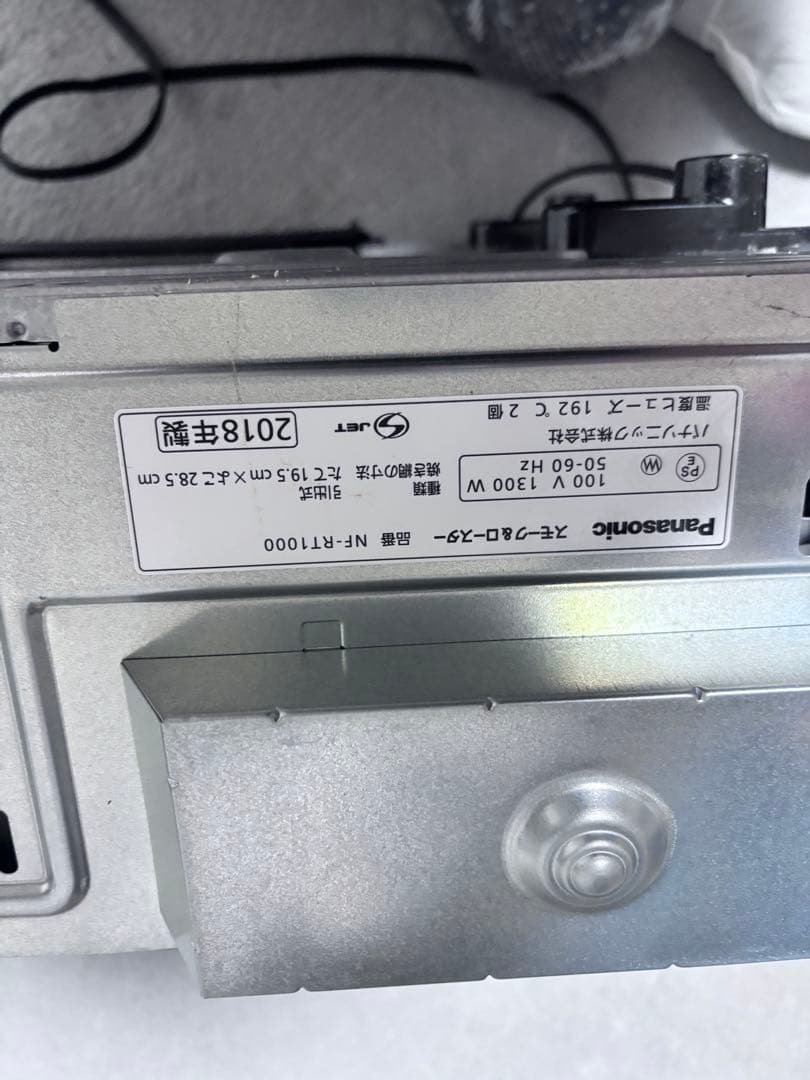 Panasonic スモーク&ロースター 品番 NF-RT1000
PS E 100 V 1300 W
50-60 Hz
種類 引出式
焼き網の寸法 たて 19.5 cm×よこ 28.5 cm
パナソニック株式会社
温度ヒューズ 192 ℃ 2 個
S JET
2018年製